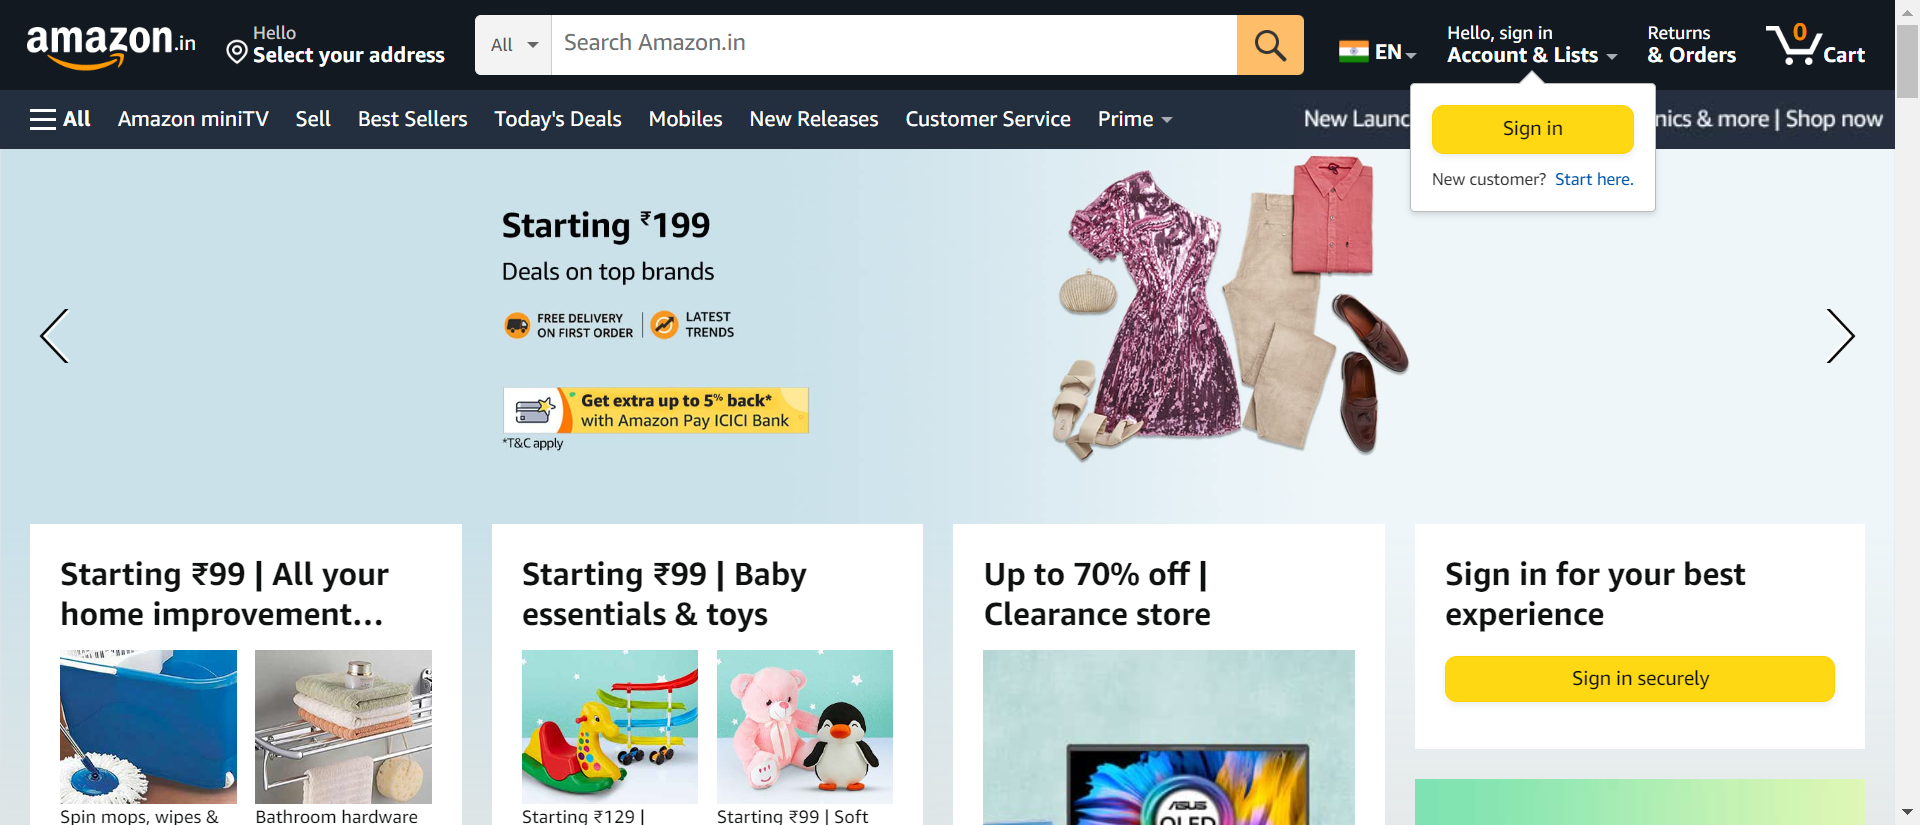 amazon.in
Hello
Select your address
All
Search Amazon.in
EN
Hello, sign in
Account & Lists
Returns
& Orders
0
Cart
All
Amazon miniTV
Sell
Best Sellers
Today's Deals
Mobiles
New Releases
Customer Service
Prime
New Launc
nics & more | Shop now
Sign in
New customer? Start here.
Starting ₹199
Deals on top brands
FREE DELIVERY
ON FIRST ORDER
LATEST
TRENDS
Get extra up to 5% back*
with Amazon Pay ICICI Bank
*T&C apply
Starting ₹99 | All your
home improvement...
Spin mops, wipes &
Bathroom hardware
Starting ₹99 | Baby
essentials & toys
Starting ₹129 |
Starting ₹99 | Soft
Up to 70% off |
Clearance store
ASUS
OLED
Sign in for your best
experience
Sign in securely